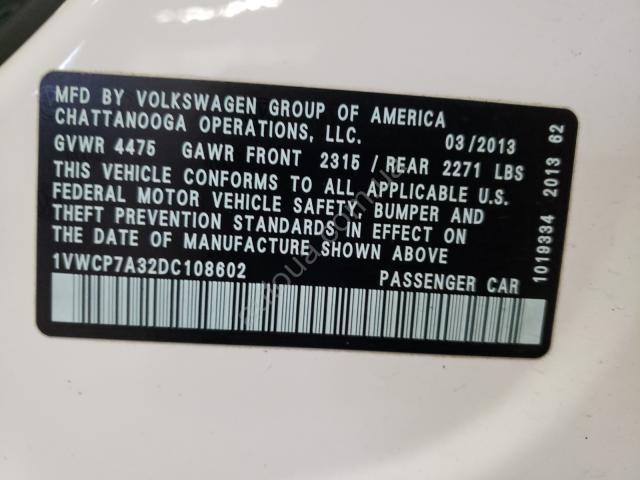 MFD BY VOLKSWAGEN GROUP OF AMERICA
CHATTANOOGA OPERATIONS, LLC. 03/2013
GVWR 4475 GAWR FRONT 2315 / REAR 2271 LBS
THIS VEHICLE CONFORMS TO ALL APPLICABLE U.S.
FEDERAL MOTOR VEHICLE SAFETY, BUMPER AND
THEFT PREVENTION STANDARDS IN EFFECT ON
THE DATE OF MANUFACTURE SHOWN ABOVE
1VWCP7A32DC108602 PASSENGER CAR
1019334 2013 62